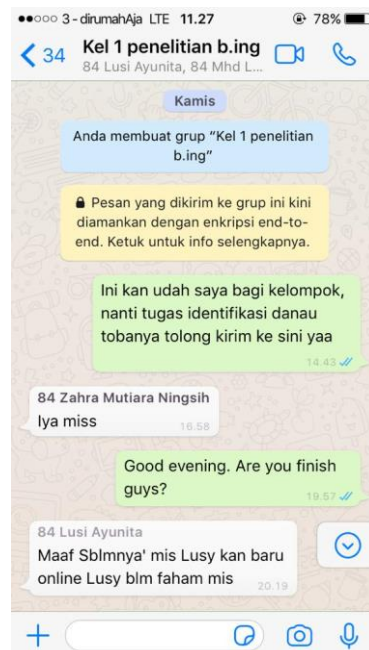 3-dirumahAja LTE 11.27 78%
34 Kel 1 penelitian b.ing
84 Lusi Ayunita, 84 Mhd L...
Kamis
Anda membuat grup “Kel 1 penelitian
b.ing”
Pesan yang dikirim ke grup ini kini
diamankan dengan enkripsi end-to-
end. Ketuk untuk info selengkapnya.
Ini kan udah saya bagi kelompok,
nanti tugas identifikasi danau
tobanya tolong kirim ke sini yaa
14.43
84 Zahra Mutiara Ningsih
Iya miss
16.58
Good evening. Are you finish
guys?
19.57
84 Lusi Ayunita
Maaf Sblmnya' mis Lusy kan baru
online Lusy blm faham mis
20.19